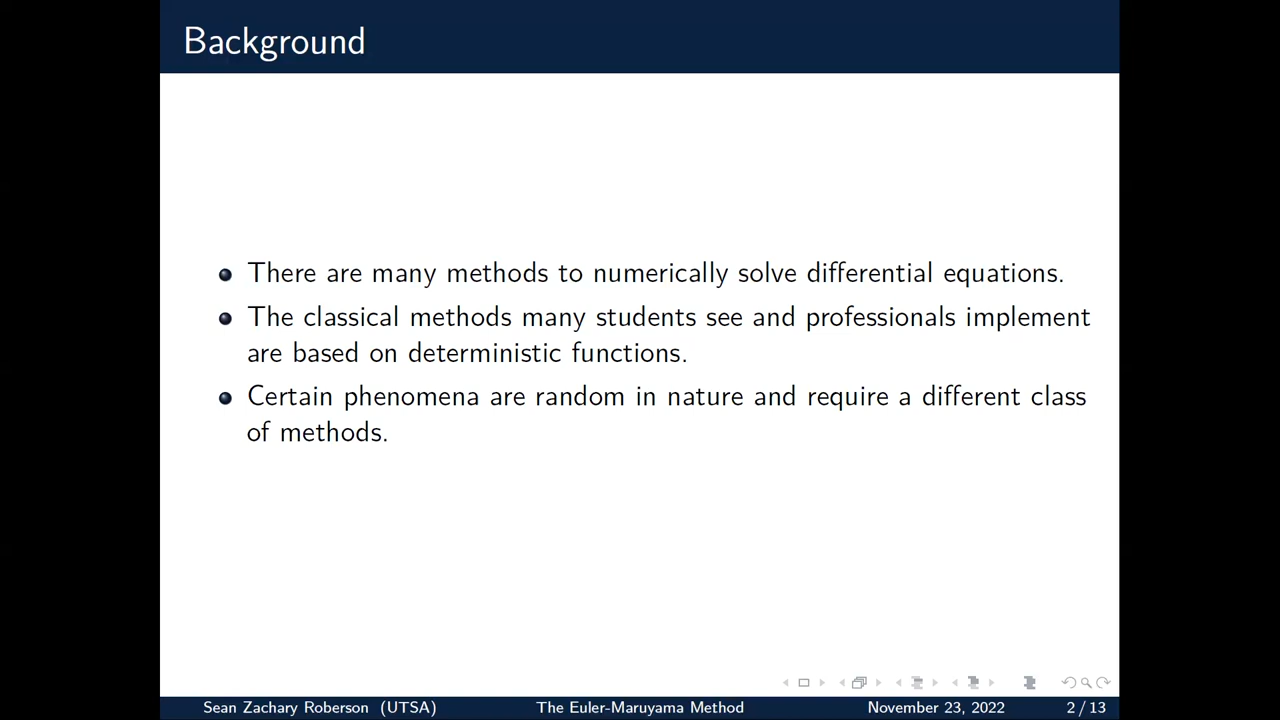 Background
There are many methods to numerically solve differential equations.
The classical methods many students see and professionals implement
are based on deterministic functions.
Certain phenomena are random in nature and require a different class
of methods.
Sean Zachary Roberson (UTSA) The Euler-Maruyama Method November 23, 2022 2 / 13